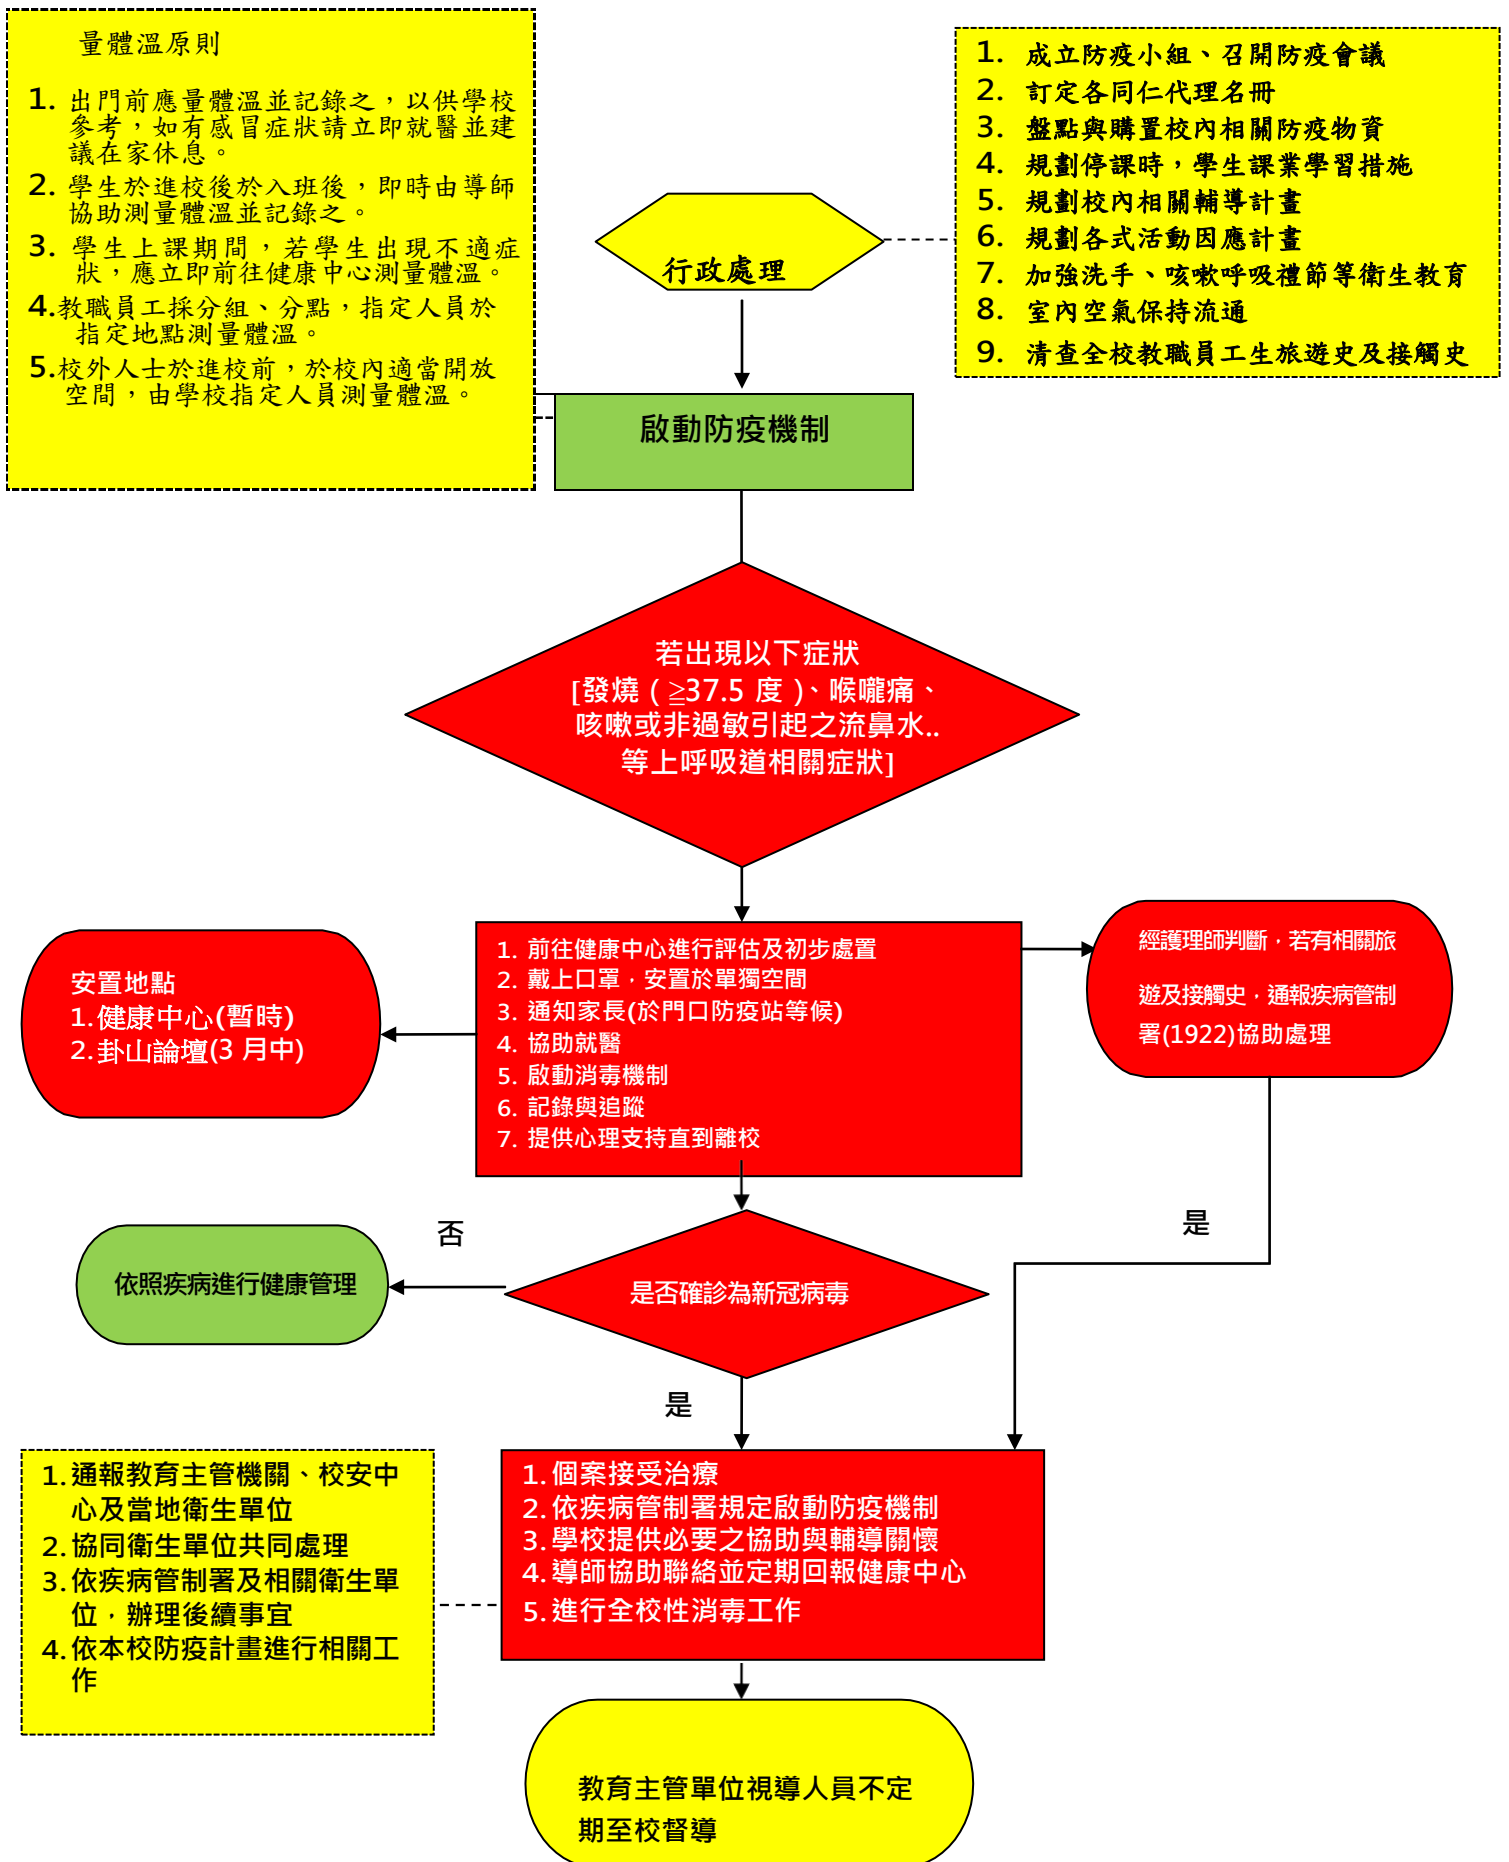 量體溫原則
1. 出門前應量體溫並記錄之，以供學校
參考，如有感冒症狀請立即就醫並建
議在家休息。
2. 學生於進校後於入班後，即時由導師
協助測量體溫並記錄之。
3. 學生上課期間，若學生出現不適症
狀，應立即前往健康中心測量體溫。
4.教職員工採分組、分點，指定人員於
指定地點測量體溫。
5.校外人士於進校前，於校內適當開放
空間，由學校指定人員測量體溫。
1. 成立防疫小組、召開防疫會議
2. 訂定各同仁代理名冊
3. 盤點與購置校內相關防疫物資
4. 規劃停課時，學生課業學習措施
5. 規劃校內相關輔導計畫
6. 規劃各式活動因應計畫
7. 加強洗手、咳嗽呼吸禮節等衛生教育
8. 室內空氣保持流通
9. 清查全校教職員工生旅遊史及接觸史
行政處理
啟動防疫機制
若出現以下症狀
[發燒（≧37.5 度）、喉嚨痛、
咳嗽或非過敏引起之流鼻水..
等上呼吸道相關症狀]
1. 前往健康中心進行評估及初步處置
2. 戴上口罩，安置於單獨空間
3. 通知家長(於門口防疫站等候)
4. 協助就醫
5. 啟動消毒機制
6. 記錄與追蹤
7. 提供心理支持直到離校
安置地點
1.健康中心(暫時)
2.卦山論壇(3 月中)
經護理師判斷，若有相關旅
遊及接觸史，通報疾病管制
署(1922)協助處理
否
是
依照疾病進行健康管理
是否確診為新冠病毒
是
1.通報教育主管機關、校安中
心及當地衛生單位
2.協同衛生單位共同處理
3.依疾病管制署及相關衛生單
位，辦理後續事宜
4.依本校防疫計畫進行相關工
作
1.個案接受治療
2.依疾病管制署規定啟動防疫機制
3.學校提供必要之協助與輔導關懷
4.導師協助聯絡並定期回報健康中心
5.進行全校性消毒工作
教育主管單位視導人員不定
期至校督導